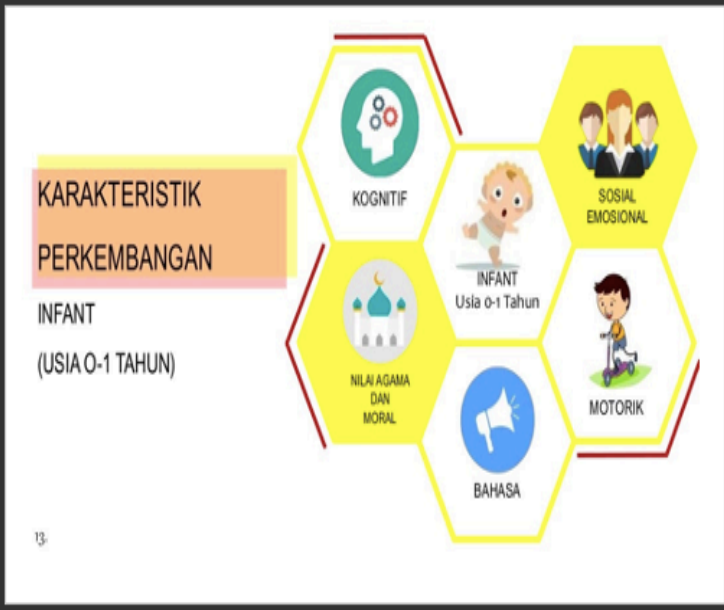 KARAKTERISTIK
PERKEMBANGAN
INFANT
(USIA O-1 TAHUN)
KOGNITIF
SOSIAL
EMOSIONAL
INFANT
Usia 0-1 Tahun
NILAI AGAMA
DAN
MORAL
MOTORIK
BAHASA
13.